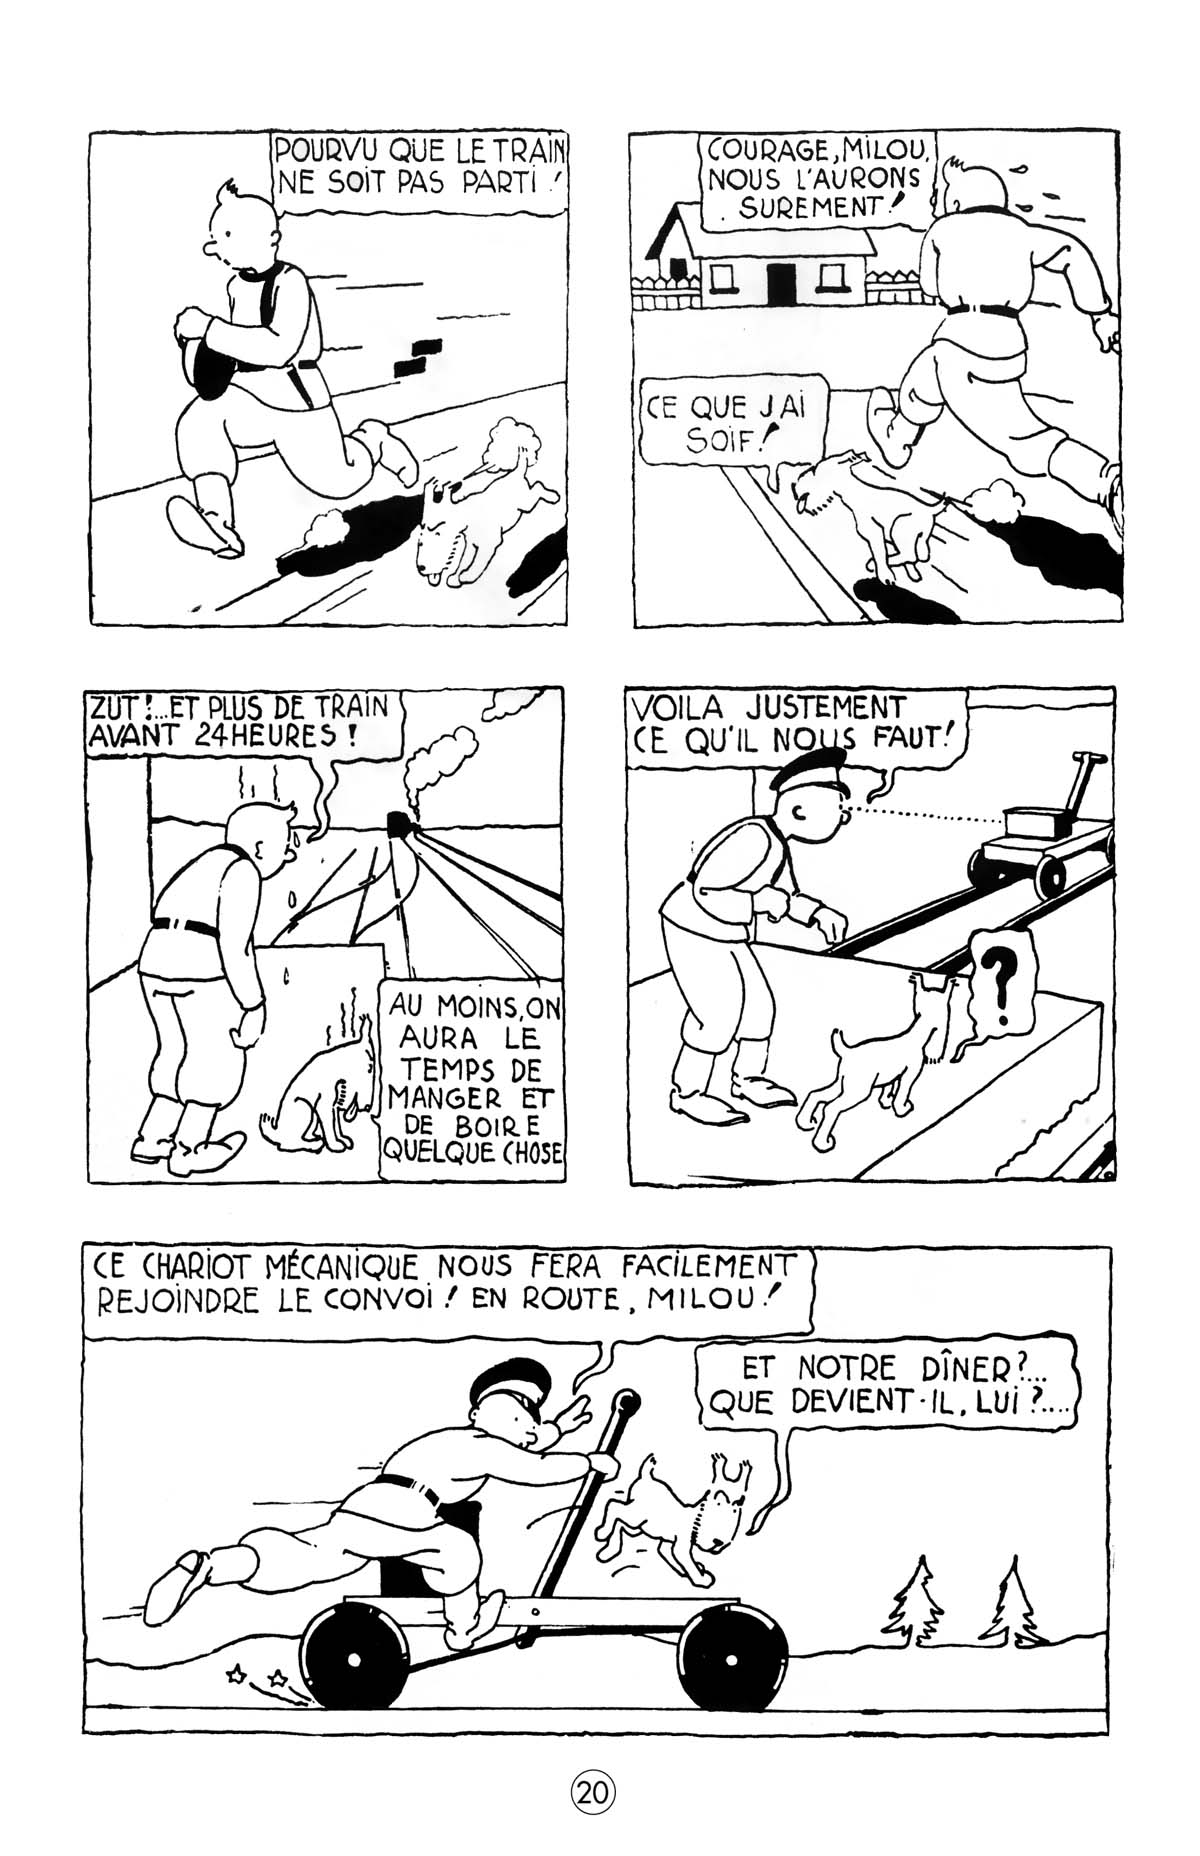 POURVU QUE LE TRAIN
NE SOIT PAS PARTI !
COURAGE, MILOU,
NOUS L'AURONS
SUREMENT !
CE QUE J'AI
SOIF !
ZUT !... ET PLUS DE TRAIN
AVANT 24 HEURES !
AU MOINS, ON
AURA LE
TEMPS DE
MANGER ET
DE BOIRE
QUELQUE CHOSE
VOILA JUSTEMENT
CE QU'IL NOUS FAUT !
?
CE CHARIOT MÉCANIQUE NOUS FERA FACILEMENT
REJOINDRE LE CONVOI ! EN ROUTE, MILOU !
ET NOTRE DÎNER ?...
QUE DEVIENT-IL, LUI ?....
20